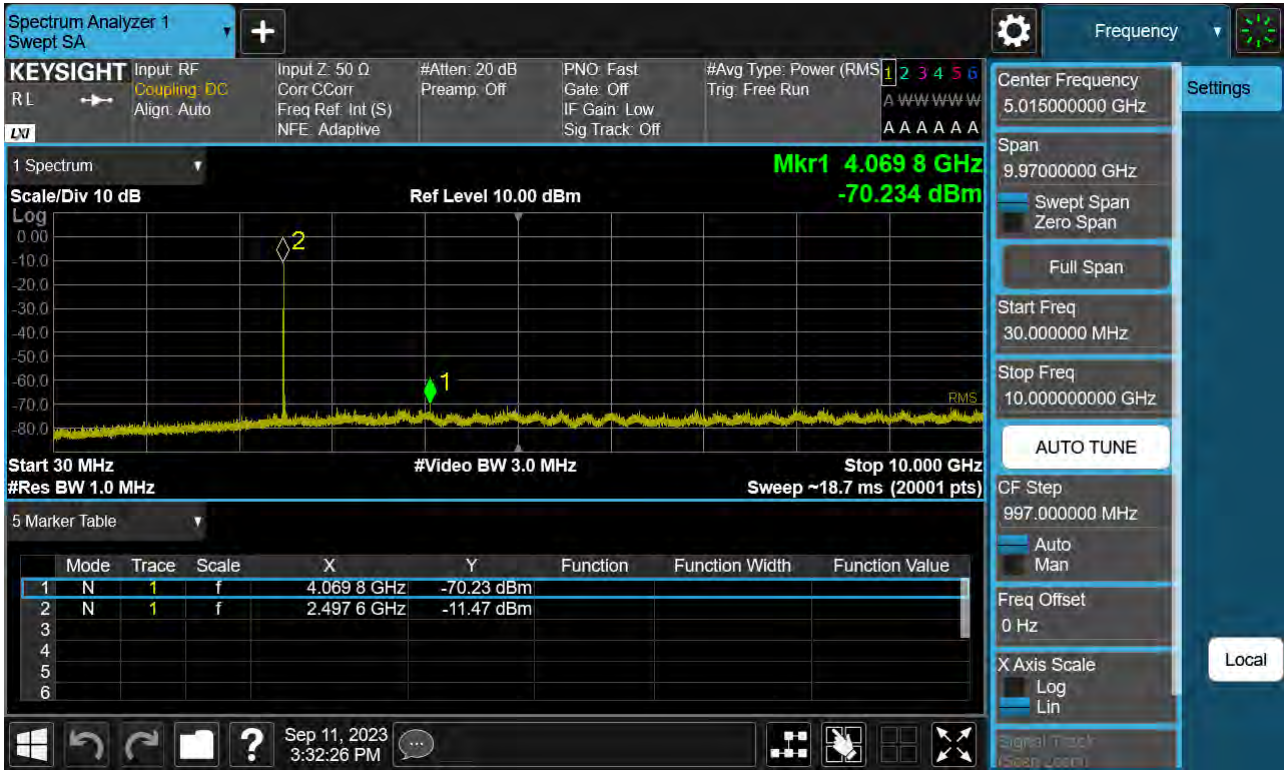 Spectrum Analyzer 1
Swept SA
Frequency
KEYSIGHT
RL
LXI
Input: RF
Coupling: DC
Align: Auto
Input Z: 50 Ω
Corr CCorr
Freq Ref: Int (S)
NFE: Adaptive
#Atten: 20 dB
Preamp: Off
PNO: Fast
Gate: Off
IF Gain: Low
Sig Track: Off
#Avg Type: Power (RMS
Trig: Free Run
1 2 3 4 5 6
A W W W W W
A A A A A A
1 Spectrum
Scale/Div 10 dB
Ref Level 10.00 dBm
Mkr1 4.069 8 GHz
-70.234 dBm
Log
0.00
-10.0
-20.0
-30.0
-40.0
-50.0
-60.0
-70.0
-80.0
2
1
RMS
Start 30 MHz
#Video BW 3.0 MHz
Stop 10.000 GHz
#Res BW 1.0 MHz
Sweep ~18.7 ms (20001 pts)
5 Marker Table
Mode Trace Scale X Y Function Function Width Function Value
1 N 1 f 4.069 8 GHz -70.23 dBm
2 N 1 f 2.497 6 GHz -11.47 dBm
3
4
5
6
Sep 11, 2023
3:32:26 PM
Center Frequency
5.015000000 GHz
Settings
Span
9.97000000 GHz
Swept Span
Zero Span
Full Span
Start Freq
30.000000 MHz
Stop Freq
10.000000000 GHz
AUTO TUNE
CF Step
997.000000 MHz
Auto
Man
Freq Offset
0 Hz
X Axis Scale
Log
Lin
Local
Signal Track
(Span Zoom)